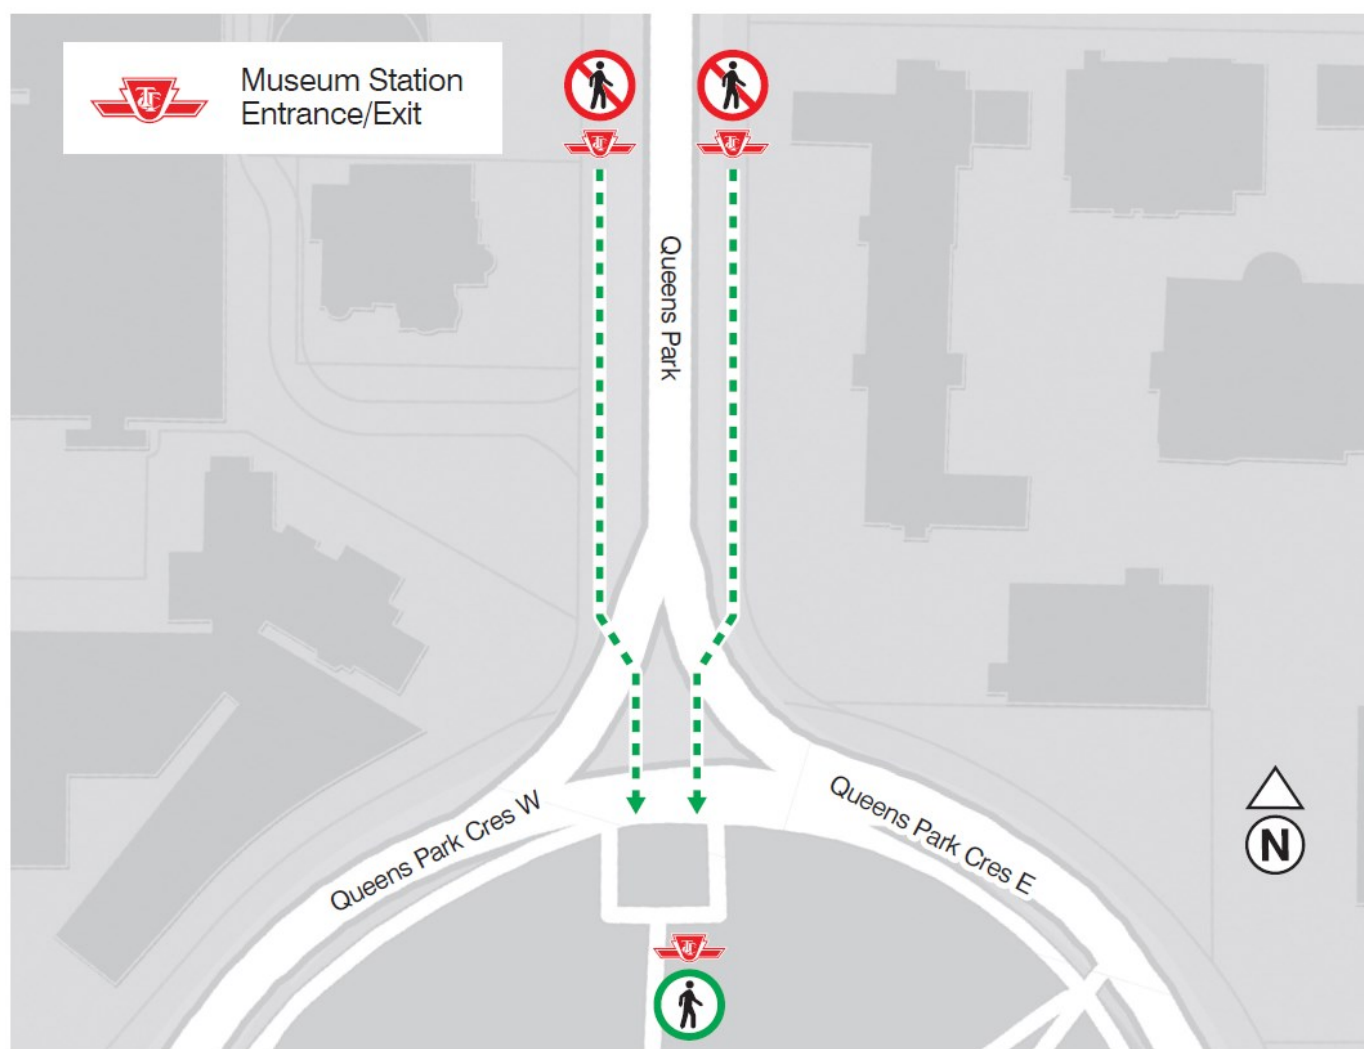 Museum Station
Entrance/Exit
Queens Park
Queens Park Cres W
Queens Park Cres E
N